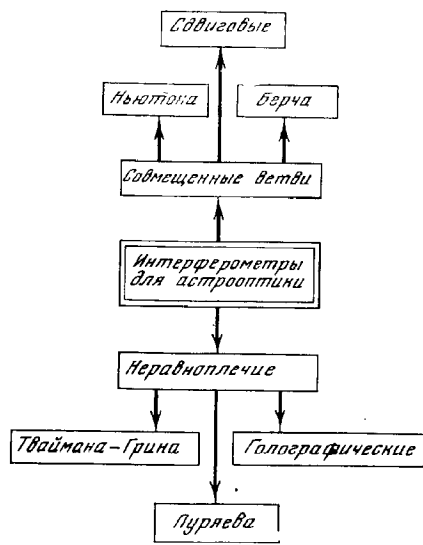 Сдвиговые
Ньютона
Берча
Совмещенные ветви
Интерферометры
для астрооптики
Неравноплечие
Тваймана-Грина
Голографические
Пуряева